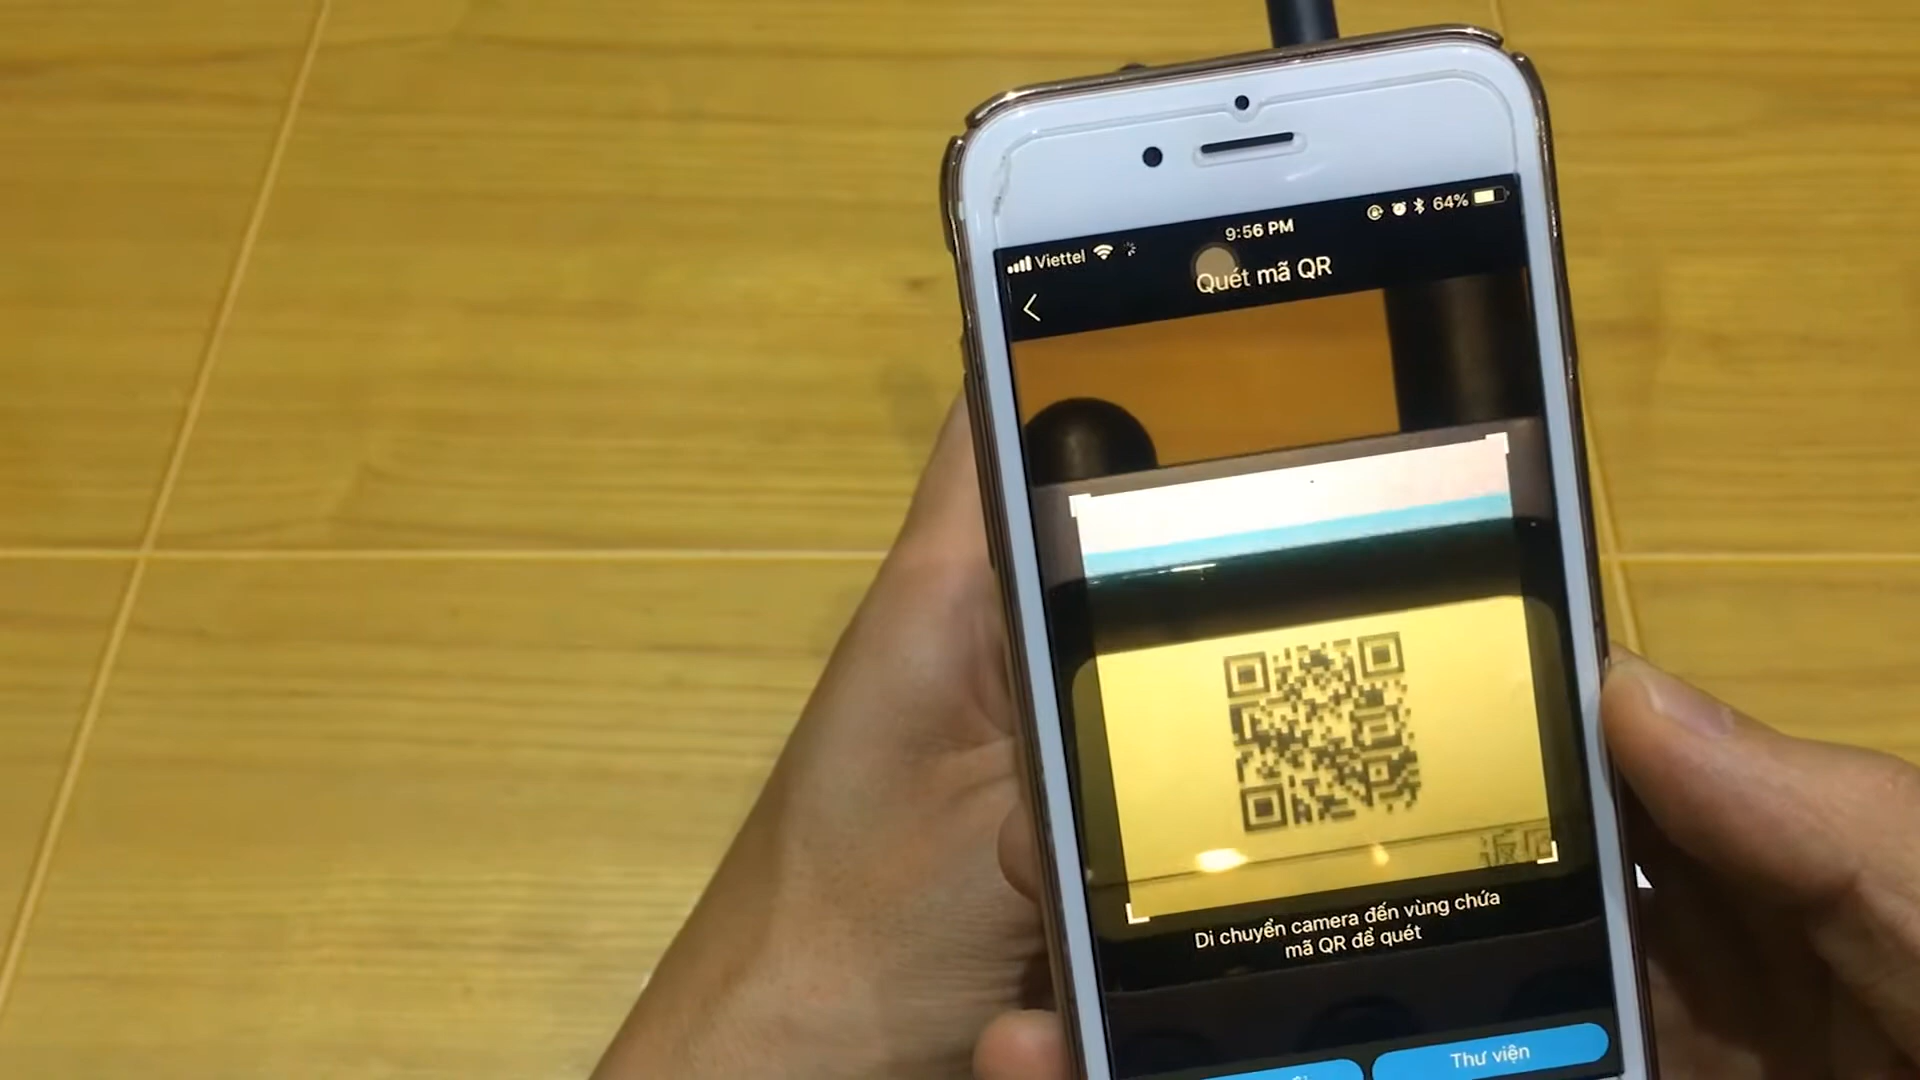 Viettel 9:56 PM 64%
Quét mã QR
Di chuyển camera đến vùng chứa
mã QR để quét
Thư viện